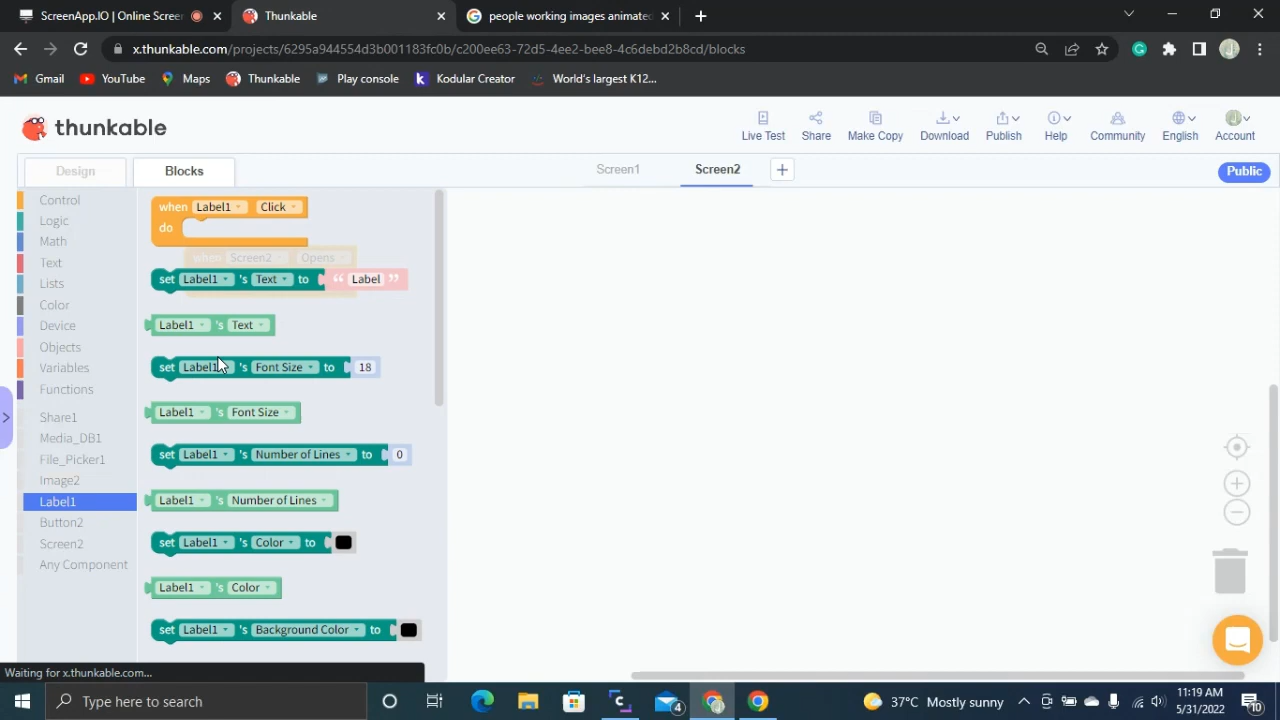 ScreenApp.IO | Online Screen
Thunkable
people working images animated
x.thunkable.com/projects/6295a944554d3b001183fc0b/c200ee63-72d5-4ee2-bee8-4c6debd2b8cd/blocks
Gmail YouTube Maps Thunkable Play console Kodular Creator World's largest K12...
thunkable
Live Test Share Make Copy Download Publish Help Community English Account
Design Blocks Screen1 Screen2 Public
Control
Logic
Math
Text
Lists
Color
Device
Objects
Variables
Functions
Share1
Media_DB1
File_Picker1
Image2
Label1
Button2
Screen2
Any Component
when Label1 Click
do
when Screen2 Opens
set Label1 's Text to “ Label ”
Label1 's Text
set Label1 's Font Size to 18
Label1 's Font Size
set Label1 's Number of Lines to 0
Label1 's Number of Lines
set Label1 's Color to
Label1 's Color
set Label1 's Background Color to
Waiting for x.thunkable.com...
Type here to search
4
37°C Mostly sunny
11:19 AM
5/31/2022
10